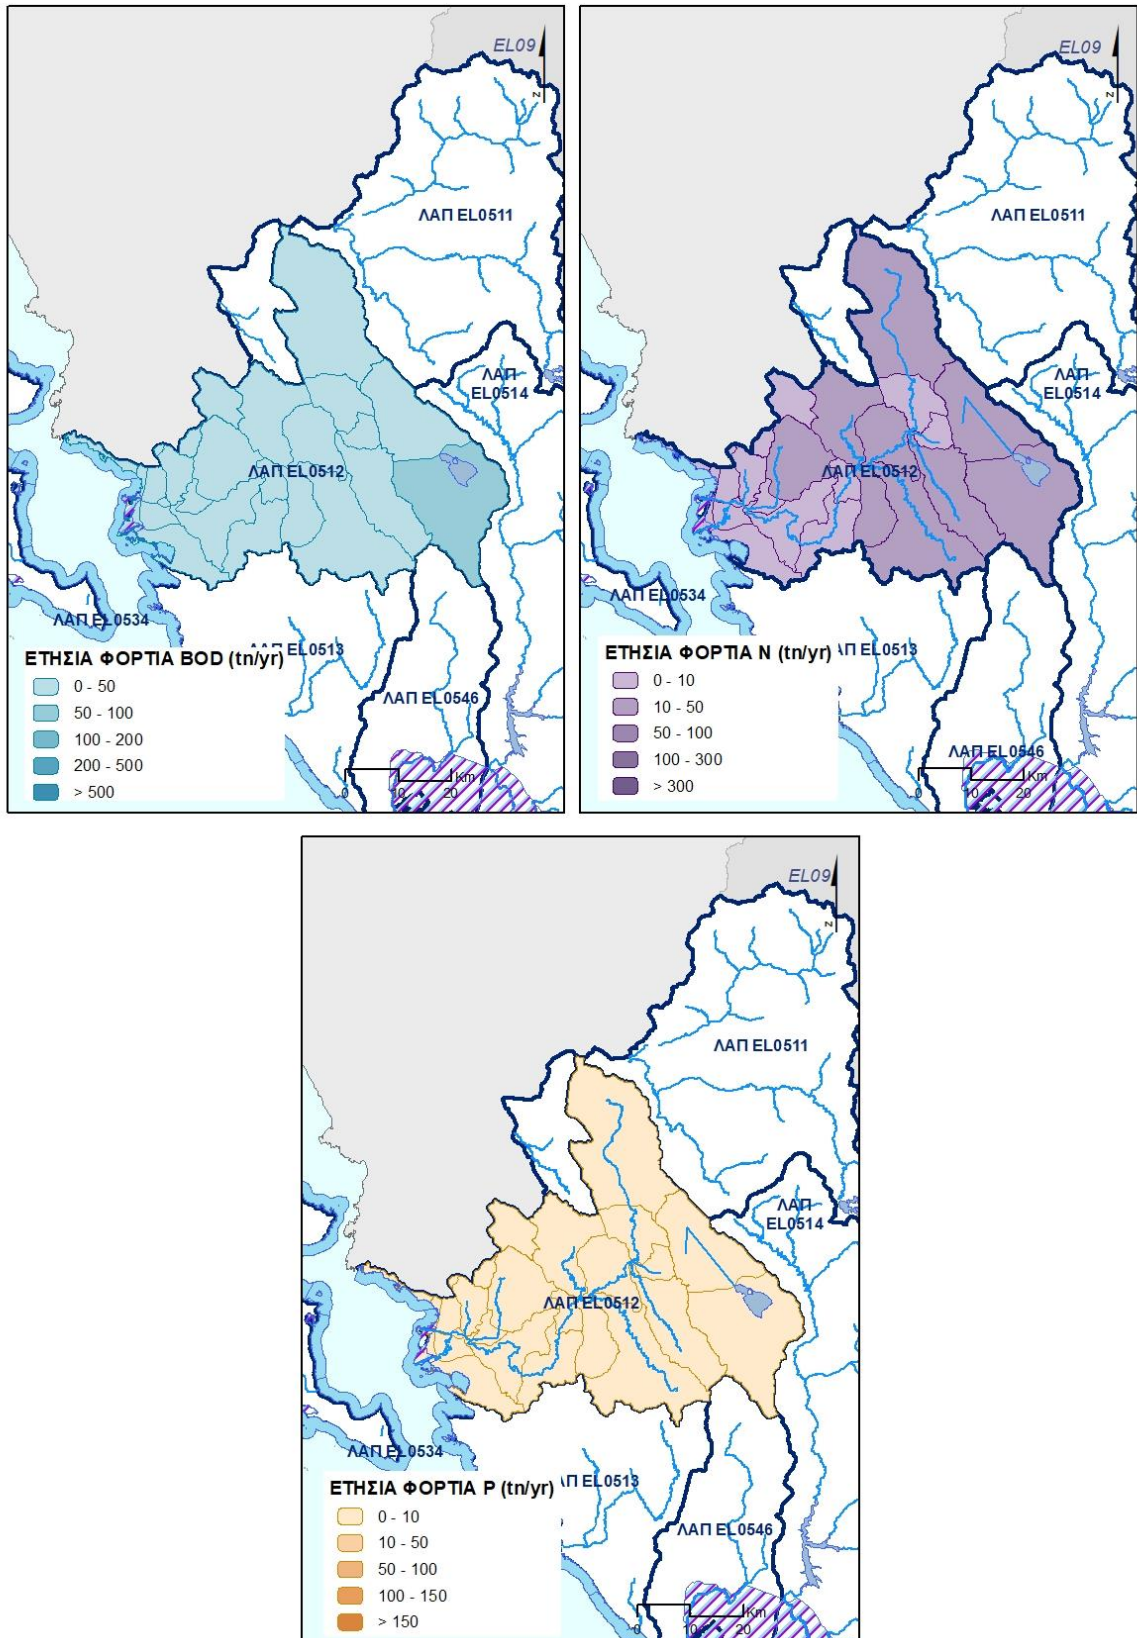 EL09
N
ΛΑΠ EL0511
ΛΑΠ
EL0514
ΛΑΠ EL0512
ΛΑΠ EL0534
ΛΑΠ EL0513
ΛΑΠ EL0546
ΕΤΗΣΙΑ ΦΟΡΤΙΑ BOD (tn/yr)
0 - 50
50 - 100
100 - 200
200 - 500
> 500
Km
0 10 20
EL09
N
ΛΑΠ EL0511
ΛΑΠ
EL0514
ΛΑΠ EL0512
ΛΑΠ EL0534
ΛΑΠ EL0513
ΕΤΗΣΙΑ ΦΟΡΤΙΑ N (tn/yr)
0 - 10
10 - 50
50 - 100
100 - 300
> 300
ΛΑΠ EL0546
Km
0 10 20
EL09
N
ΛΑΠ EL0511
ΛΑΠ
EL0514
ΛΑΠ EL0512
ΛΑΠ EL0534
ΛΑΠ EL0513
ΕΤΗΣΙΑ ΦΟΡΤΙΑ P (tn/yr)
0 - 10
10 - 50
50 - 100
100 - 150
> 150
ΛΑΠ EL0546
Km
0 10 20